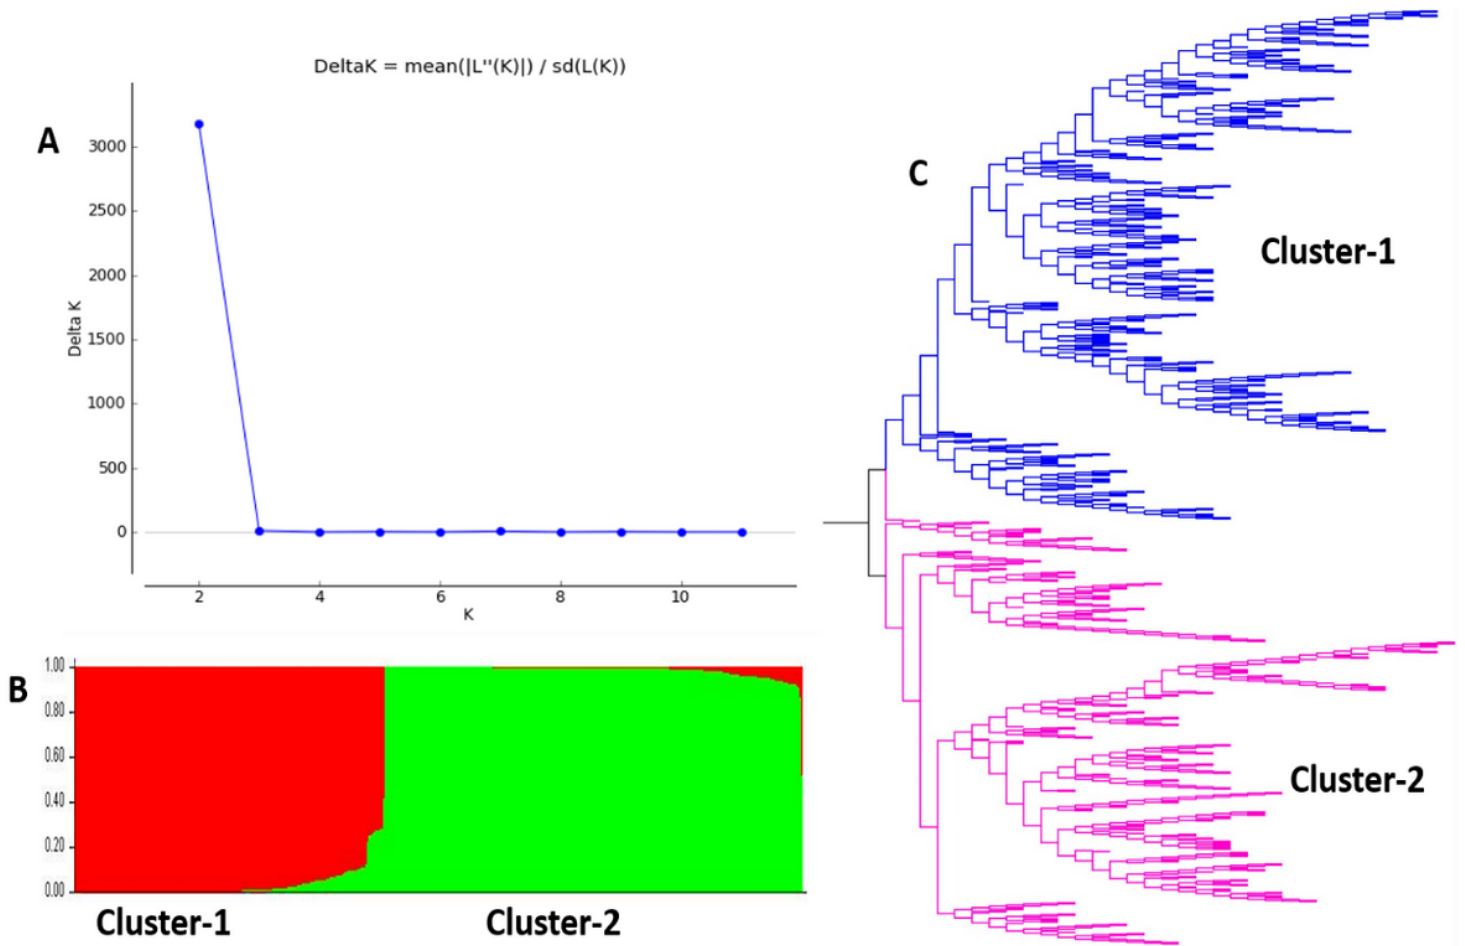 DeltaK = mean(|L''(K)|) / sd(L(K))
A
3000
2500
2000
1500
1000
500
0
Delta K
2 4 6 8 10
K
B
1.00
0.80
0.60
0.40
0.20
0.00
Cluster-1 Cluster-2
C
Cluster-1
Cluster-2